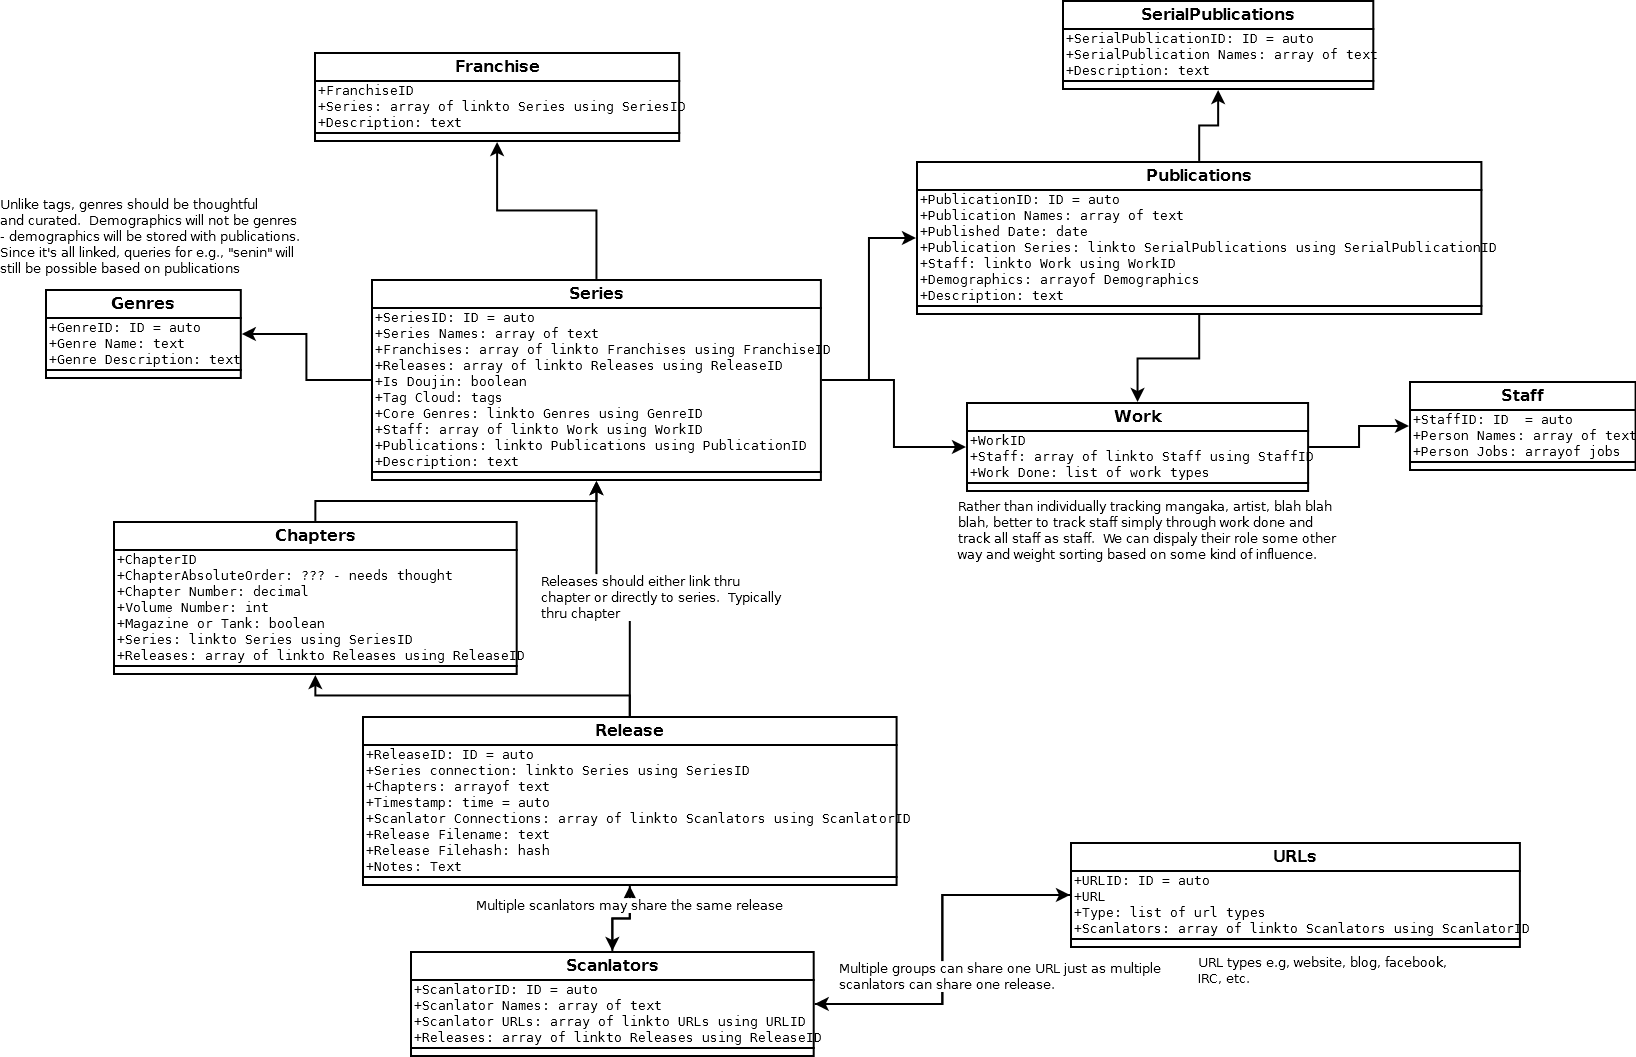 SerialPublications
+SerialPublicationID: ID = auto
+SerialPublication Names: array of text
+Description: text
Franchise
+FranchiseID
+Series: array of linkto Series using SeriesID
+Description: text
Publications
+PublicationID: ID = auto
+Publication Names: array of text
+Published Date: date
+Publication Series: linkto SerialPublications using SerialPublicationID
+Staff: linkto Work using WorkID
+Demographics: arrayof Demographics
+Description: text
Unlike tags, genres should be thoughtful
and curated.  Demographics will not be genres
- demographics will be stored with publications.
Since it's all linked, queries for e.g., "senin" will
still be possible based on publications
Genres
+GenreID: ID = auto
+Genre Name: text
+Genre Description: text
Series
+SeriesID: ID = auto
+Series Names: array of text
+Franchises: array of linkto Franchises using FranchiseID
+Releases: array of linkto Releases using ReleaseID
+Is Doujin: boolean
+Tag Cloud: tags
+Core Genres: linkto Genres using GenreID
+Staff: array of linkto Work using WorkID
+Publications: linkto Publications using PublicationID
+Description: text
Work
+WorkID
+Staff: array of linkto Staff using StaffID
+Work Done: list of work types
Staff
+StaffID: ID  = auto
+Person Names: array of text
+Person Jobs: arrayof jobs
Rather than individually tracking mangaka, artist, blah blah
blah, better to track staff simply through work done and
track all staff as staff.  We can dispaly their role some other
way and weight sorting based on some kind of influence.
Chapters
+ChapterID
+ChapterAbsoluteOrder: ??? - needs thought
+Chapter Number: decimal
+Volume Number: int
+Magazine or Tank: boolean
+Series: linkto Series using SeriesID
+Releases: array of linkto Releases using ReleaseID
Releases should either link thru
chapter or directly to series.  Typically
thru chapter
Release
+ReleaseID: ID = auto
+Series connection: linkto Series using SeriesID
+Chapters: arrayof text
+Timestamp: time = auto
+Scanlator Connections: array of linkto Scanlators using ScanlatorID
+Release Filename: text
+Release Filehash: hash
+Notes: Text
Multiple scanlators may share the same release
Scanlators
+ScanlatorID: ID = auto
+Scanlator Names: array of text
+Scanlator URLs: array of linkto URLs using URLID
+Releases: array of linkto Releases using ReleaseID
Multiple groups can share one URL just as multiple
scanlators can share one release.
URLs
+URLID: ID = auto
+URL
+Type: list of url types
+Scanlators: array of linkto Scanlators using ScanlatorID
URL types e.g, website, blog, facebook,
IRC, etc.